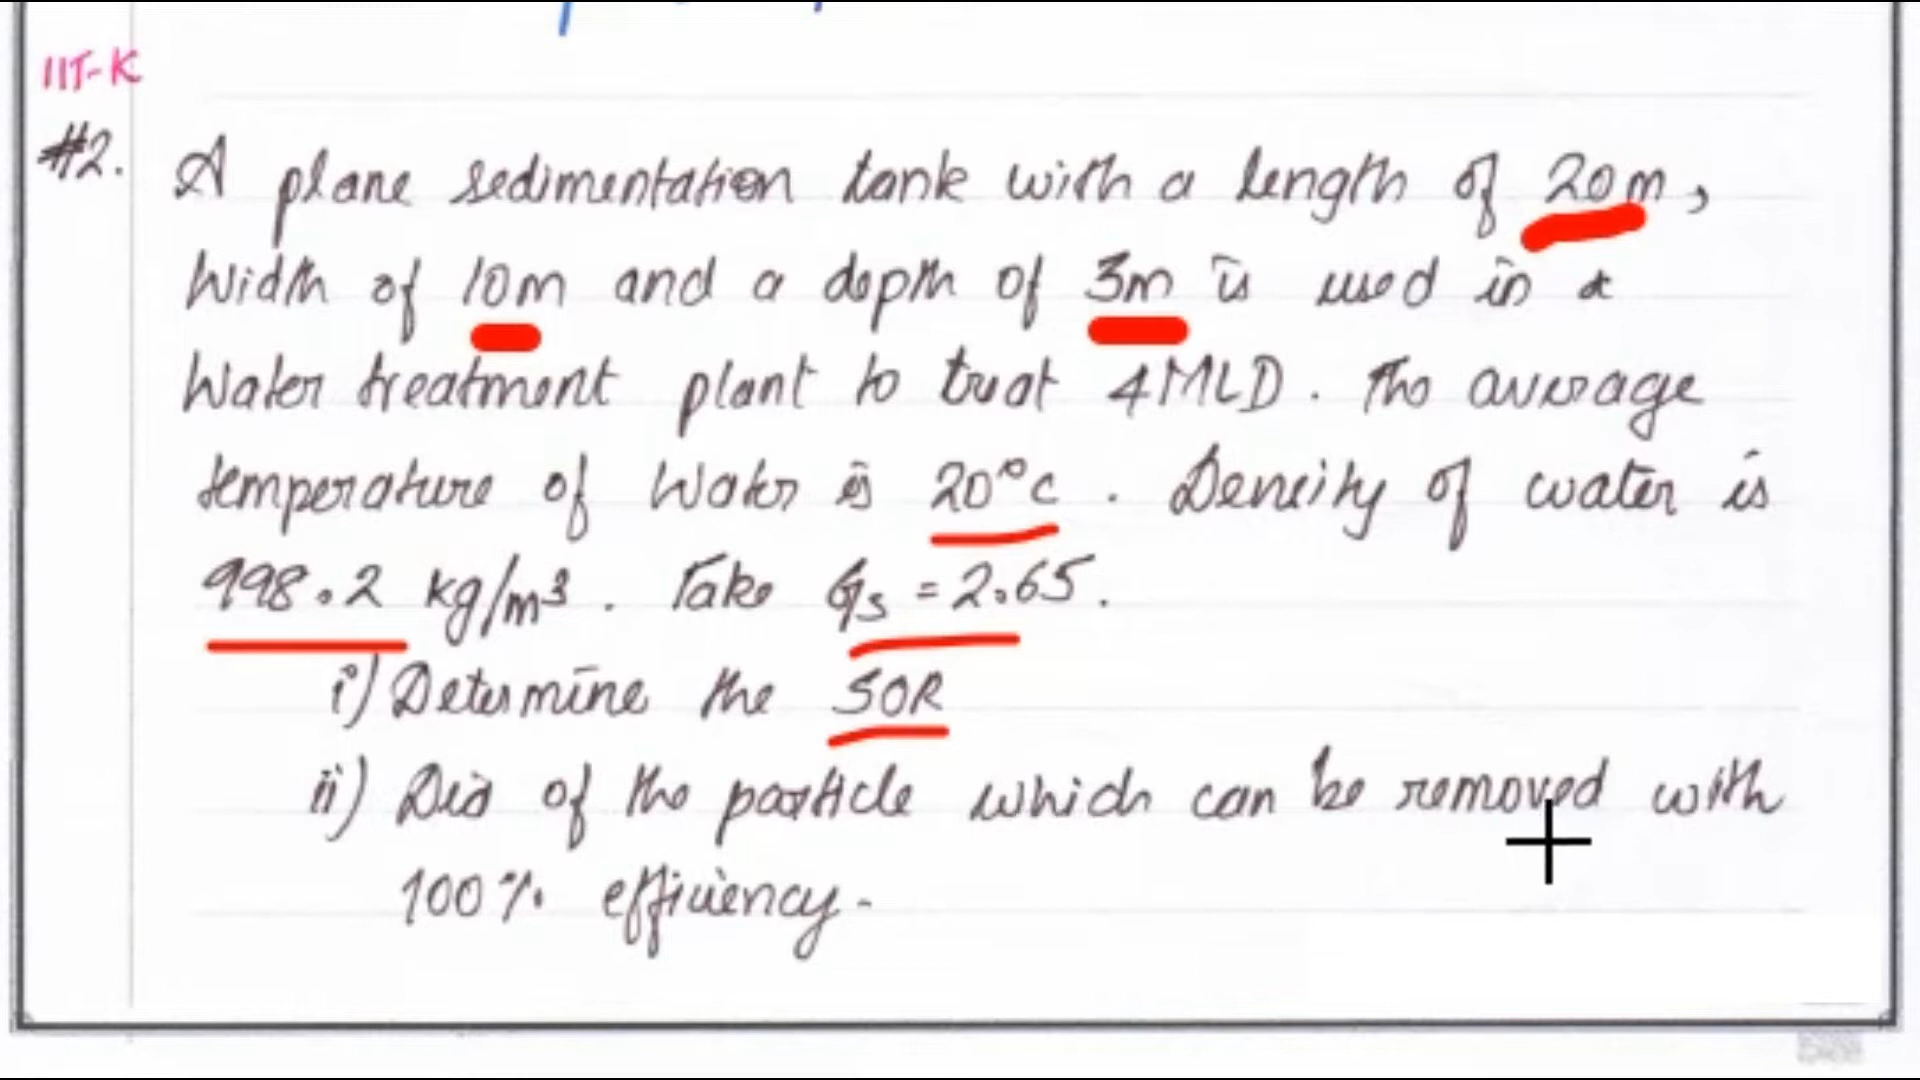 IIT-K
#2. A plane sedimentation tank with a length of 20m,
Width of 10m and a depth of 3m is used in a
Water treatment plant to treat 4MLD. The average
temperature of Water is 20°c. Density of water is
998.2 kg/m³. Take Gs = 2.65.
i) Determine the SOR
ii) Dia of the particle which can be removed with
100% efficiency.